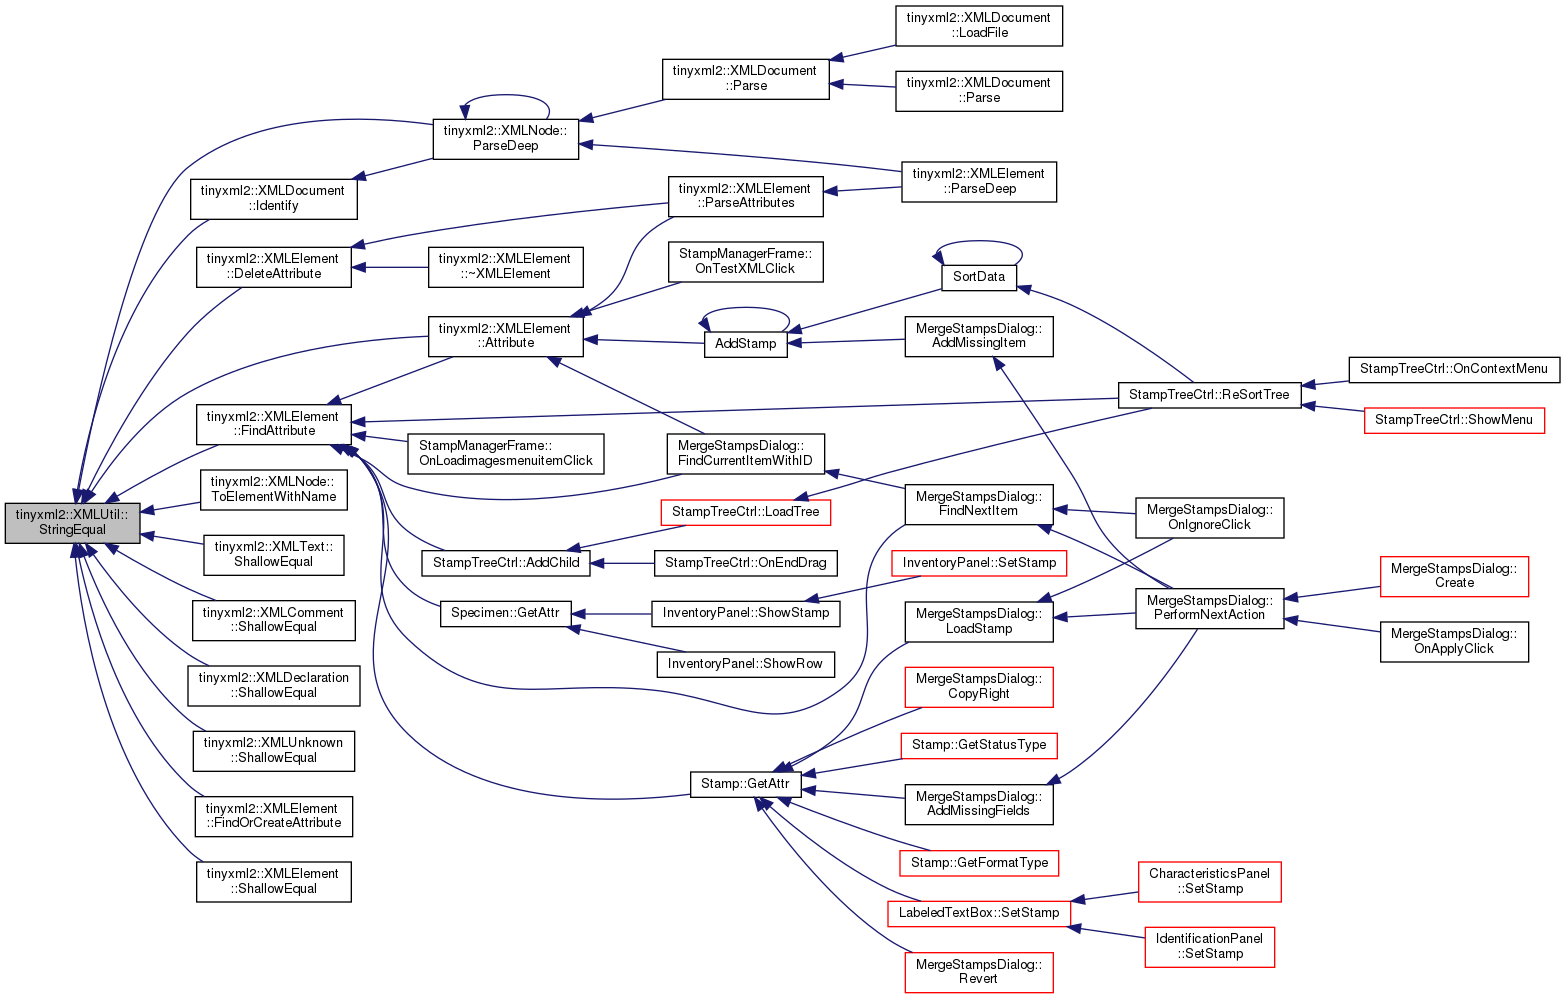 tinyxml2::XMLUtil::
StringEqual
tinyxml2::XMLNode::
ParseDeep
tinyxml2::XMLDocument
::Identify
tinyxml2::XMLElement
::DeleteAttribute
tinyxml2::XMLElement
::Attribute
tinyxml2::XMLElement
::FindAttribute
tinyxml2::XMLNode::
ToElementWithName
tinyxml2::XMLText::
ShallowEqual
tinyxml2::XMLComment
::ShallowEqual
tinyxml2::XMLDeclaration
::ShallowEqual
tinyxml2::XMLUnknown
::ShallowEqual
tinyxml2::XMLElement
::FindOrCreateAttribute
tinyxml2::XMLElement
::ShallowEqual
tinyxml2::XMLDocument
::Parse
tinyxml2::XMLDocument
::LoadFile
tinyxml2::XMLDocument
::Parse
tinyxml2::XMLElement
::ParseDeep
tinyxml2::XMLElement
::ParseAttributes
tinyxml2::XMLElement
::~XMLElement
StampManagerFrame::
OnTestXMLClick
AddStamp
SortData
MergeStampsDialog::
AddMissingItem
StampTreeCtrl::ReSortTree
StampTreeCtrl::OnContextMenu
StampTreeCtrl::ShowMenu
StampManagerFrame::
OnLoadimagesmenuitemClick
MergeStampsDialog::
FindCurrentItemWithID
MergeStampsDialog::
FindNextItem
MergeStampsDialog::
OnIgnoreClick
StampTreeCtrl::LoadTree
StampTreeCtrl::AddChild
StampTreeCtrl::OnEndDrag
InventoryPanel::SetStamp
Specimen::GetAttr
InventoryPanel::ShowStamp
InventoryPanel::ShowRow
MergeStampsDialog::
LoadStamp
MergeStampsDialog::
PerformNextAction
MergeStampsDialog::
Create
MergeStampsDialog::
OnApplyClick
MergeStampsDialog::
CopyRight
Stamp::GetStatusType
Stamp::GetAttr
MergeStampsDialog::
AddMissingFields
Stamp::GetFormatType
LabeledTextBox::SetStamp
CharacteristicsPanel
::SetStamp
IdentificationPanel
::SetStamp
MergeStampsDialog::
Revert